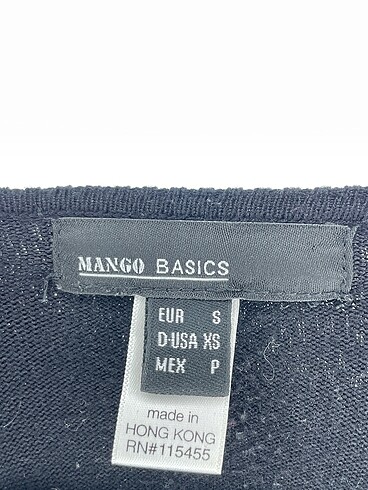 MANGO BASICS
EUR S
D-USA XS
MEX P
made in
HONG KONG
RN#115455